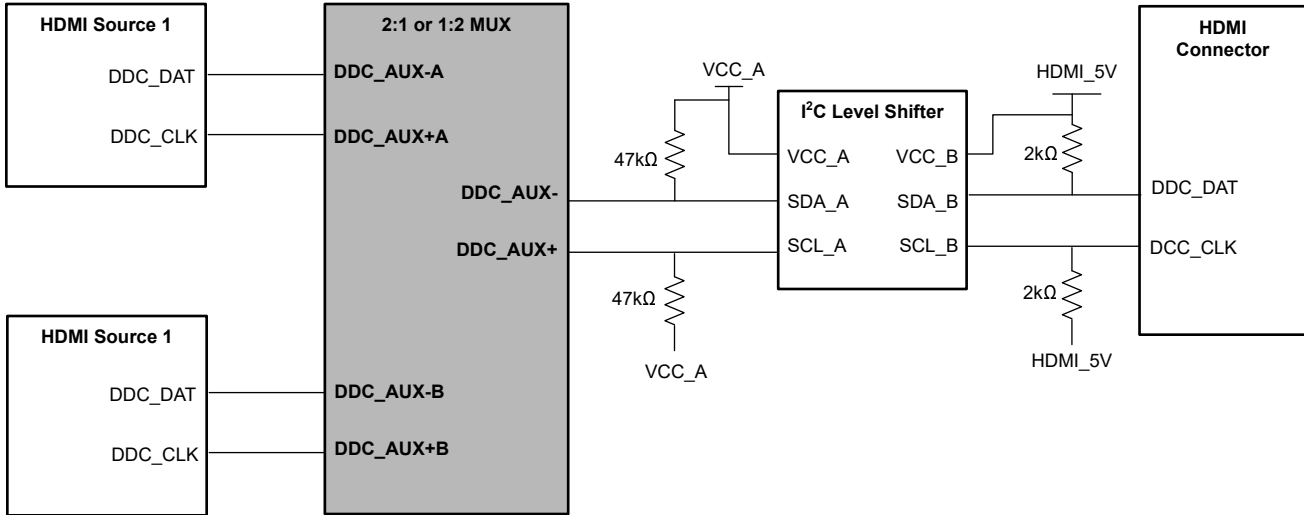 HDMI Source 1
DDC_DAT
DDC_CLK
2:1 or 1:2 MUX
DDC_AUX-A
DDC_AUX+A
DDC_AUX-
DDC_AUX+
DDC_AUX-B
DDC_AUX+B
HDMI Source 1
DDC_DAT
DDC_CLK
VCC_A
47kΩ
47kΩ
VCC_A
I²C Level Shifter
VCC_A
VCC_B
SDA_A
SDA_B
SCL_A
SCL_B
HDMI_5V
2kΩ
2kΩ
HDMI_5V
HDMI
Connector
DDC_DAT
DCC_CLK